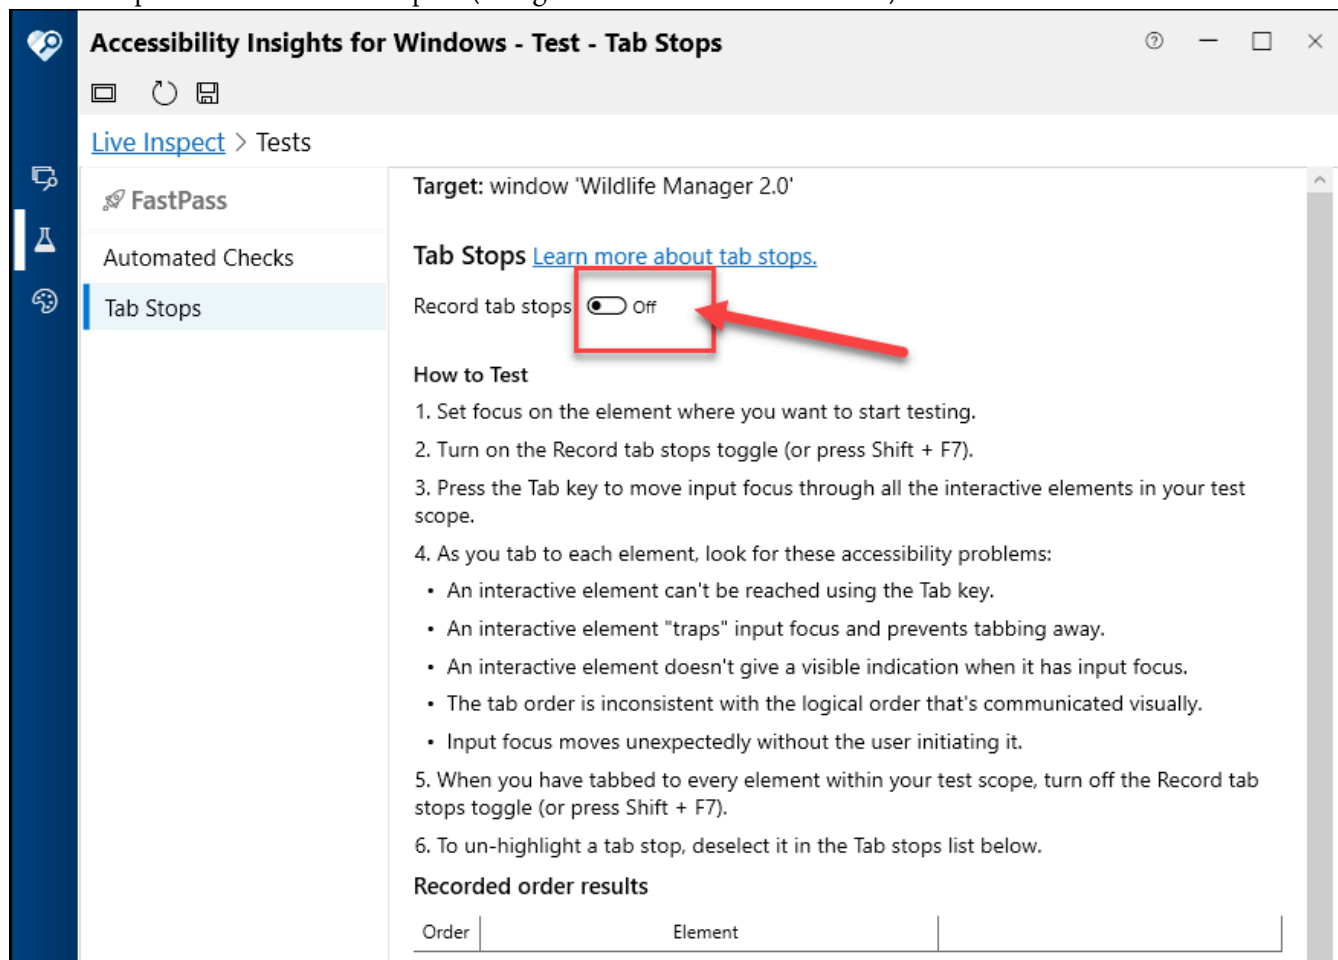 Accessibility Insights for Windows - Test - Tab Stops
Live Inspect > Tests
FastPass
Automated Checks
Tab Stops
Target: window 'Wildlife Manager 2.0'
Tab Stops Learn more about tab stops.
Record tab stops Off
How to Test
1. Set focus on the element where you want to start testing.
2. Turn on the Record tab stops toggle (or press Shift + F7).
3. Press the Tab key to move input focus through all the interactive elements in your test
scope.
4. As you tab to each element, look for these accessibility problems:
• An interactive element can't be reached using the Tab key.
• An interactive element "traps" input focus and prevents tabbing away.
• An interactive element doesn't give a visible indication when it has input focus.
• The tab order is inconsistent with the logical order that's communicated visually.
• Input focus moves unexpectedly without the user initiating it.
5. When you have tabbed to every element within your test scope, turn off the Record tab
stops toggle (or press Shift + F7).
6. To un-highlight a tab stop, deselect it in the Tab stops list below.
Recorded order results
Order Element